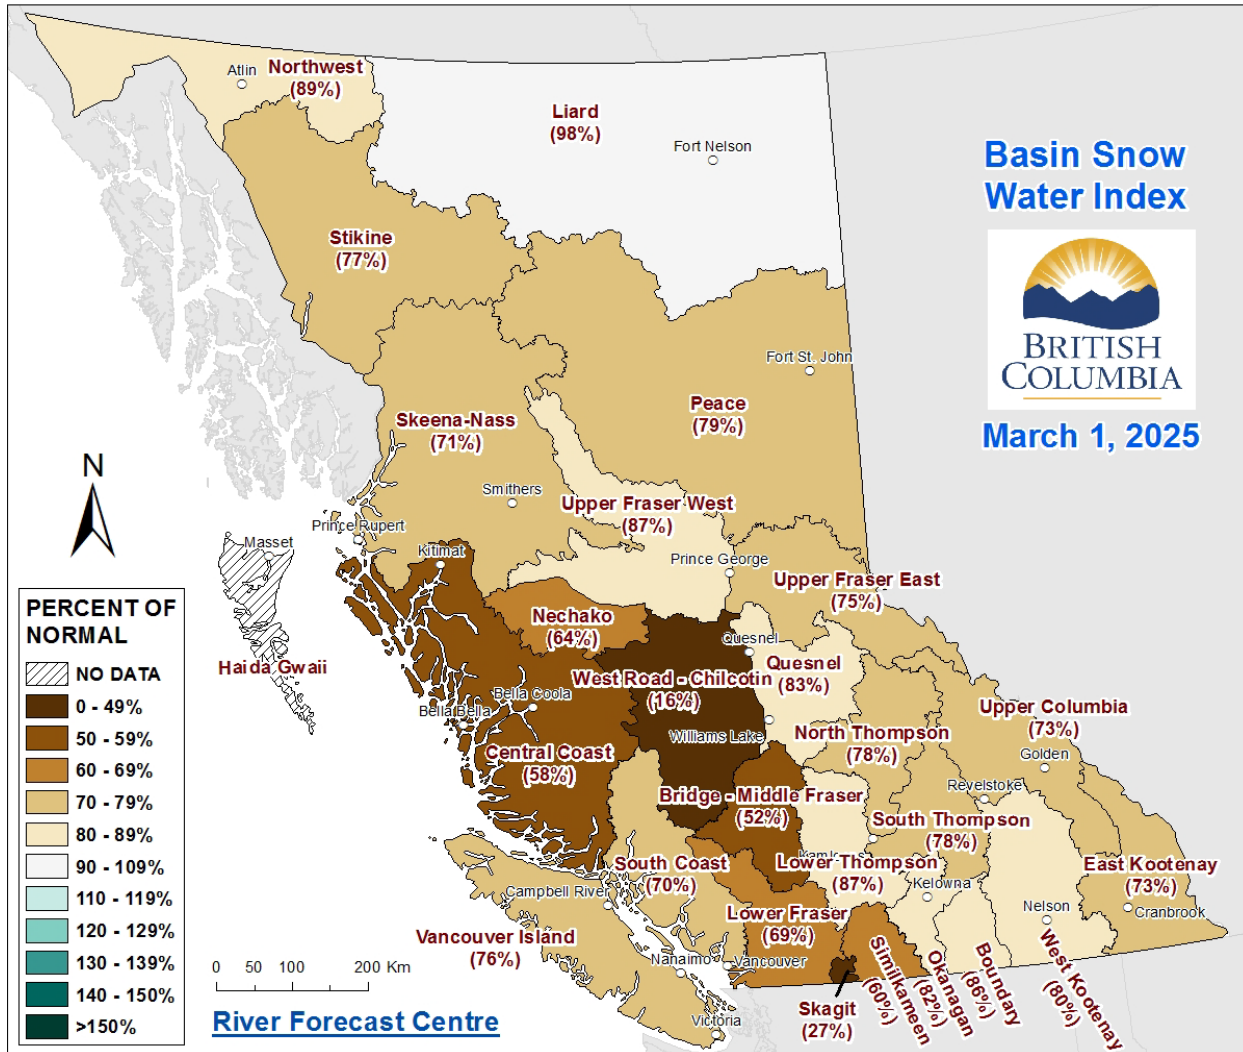 Basin Snow
Water Index
BRITISH
COLUMBIA
March 1, 2025
Atlin
Northwest
(89%)
Liard
(98%)
Fort Nelson
Stikine
(77%)
Fort St. John
Peace
(79%)
Skeena-Nass
(71%)
Smithers
Upper Fraser West
(87%)
N
Prince Rupert
Masset
Kitimat
Prince George
Upper Fraser East
(75%)
Nechako
(64%)
Haida Gwaii
Quesnel
Quesnel
(83%)
West Road - Chilcotin
(16%)
Bella Coola
Bella Bella
Williams Lake
Upper Columbia
(73%)
North Thompson
(78%)
Golden
Central Coast
(58%)
Revelstoke
Bridge - Middle Fraser
(52%)
South Thompson
(78%)
South Coast
(70%)
Lower Thompson
(87%)
East Kootenay
(73%)
Campbell River
Kelowna
Nelson
Cranbrook
Lower Fraser
(69%)
Vancouver Island
(76%)
Nanaimo
Vancouver
Victoria
Skagit
(27%)
Similkameen
(60%)
Okanagan
(82%)
Boundary
(86%)
West Kootenay
(80%)
PERCENT OF
NORMAL
NO DATA
0 - 49%
50 - 59%
60 - 69%
70 - 79%
80 - 89%
90 - 109%
110 - 119%
120 - 129%
130 - 139%
140 - 150%
>150%
0 50 100 200 Km
River Forecast Centre